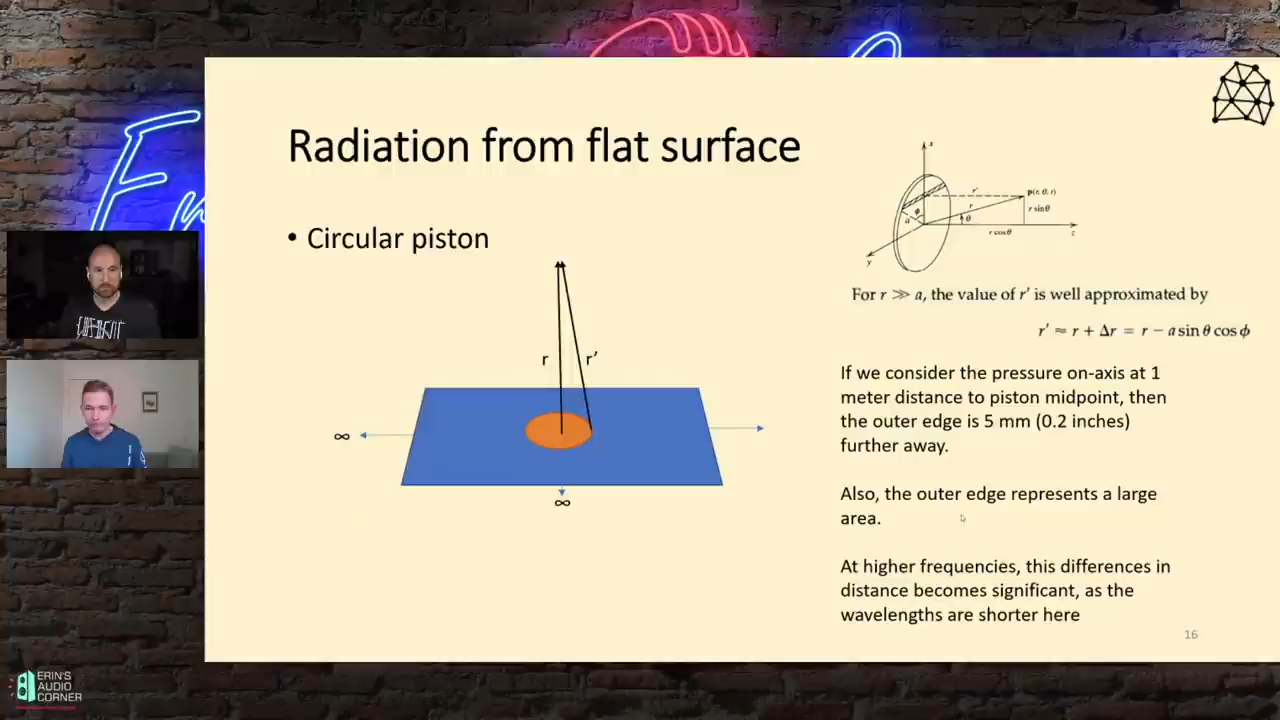 Radiation from flat surface
• Circular piston
r
r'
∞
∞
x
r'
p(r, θ, t)
r
r sin θ
a
ϕ
θ
r cos θ
z
y
For r ≫ a, the value of r' is well approximated by
r' ≈ r + Δr = r − a sin θ cos ϕ
If we consider the pressure on-axis at 1
meter distance to piston midpoint, then
the outer edge is 5 mm (0.2 inches)
further away.
Also, the outer edge represents a large
area.
At higher frequencies, this differences in
distance becomes significant, as the
wavelengths are shorter here
16
ERIN'S
AUDIO
CORNER